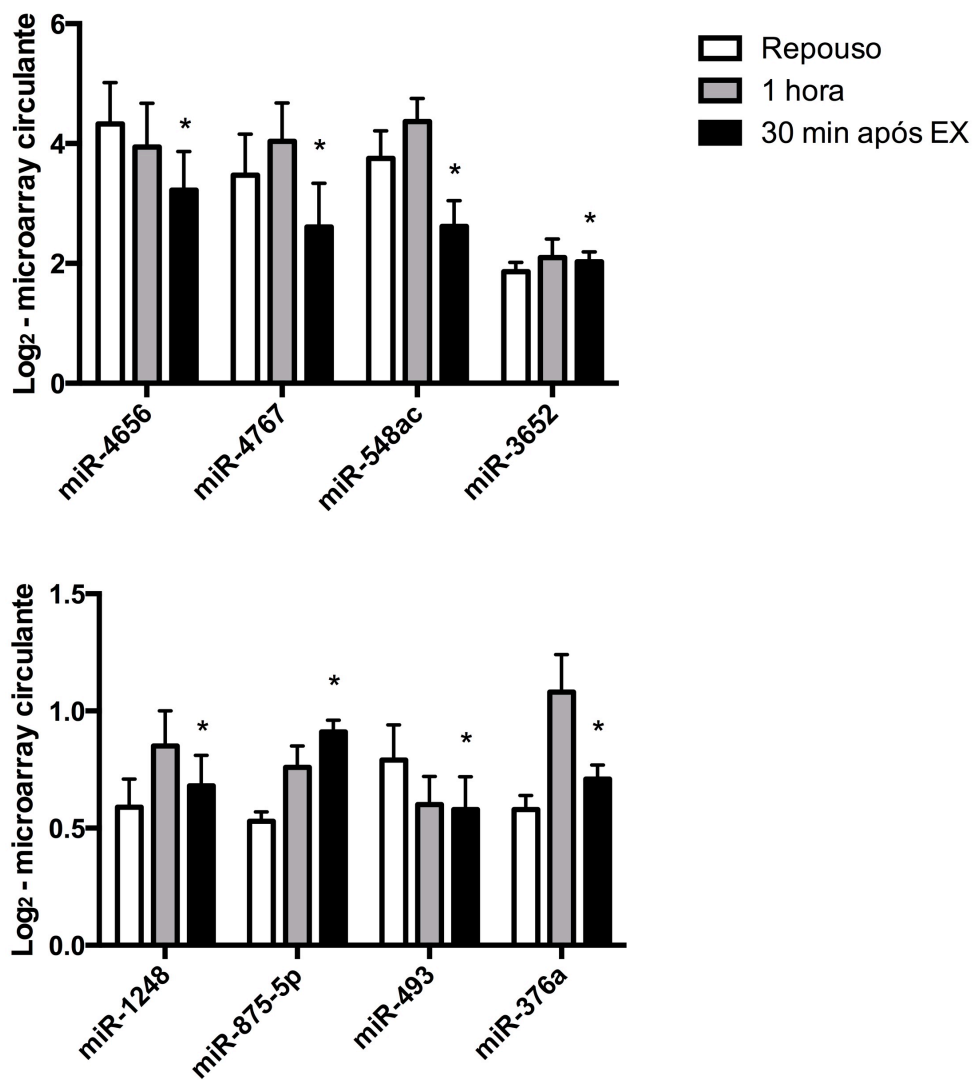 Log2 - microarray circulante
6
4
2
0
*
*
*
*
miR-4656
miR-4767
miR-548ac
miR-3652
Repouso
1 hora
30 min após EX
Log2 - microarray circulante
1.5
1.0
0.5
0.0
*
*
*
*
miR-1248
miR-875-5p
miR-493
miR-376a